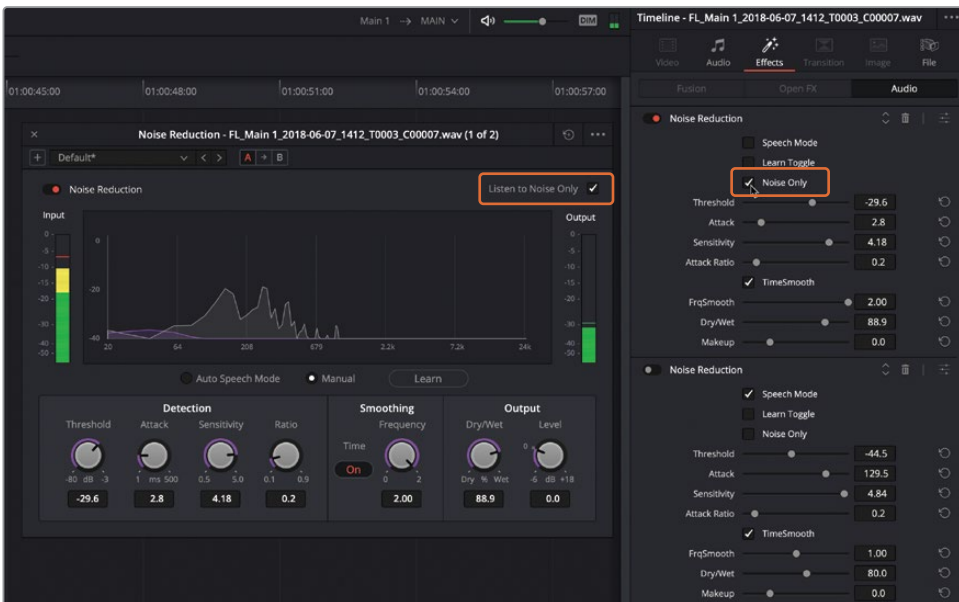 Main 1 → MAIN
DIM
Timeline - FL_Main 1_2018-06-07_1412_T0003_C00007.wav
Video
Audio
Effects
Transition
Image
File
Fusion
Open FX
Audio
01:00:45:00
01:00:48:00
01:00:51:00
01:00:54:00
01:00:57:00
Noise Reduction - FL_Main 1_2018-06-07_1412_T0003_C00007.wav (1 of 2)
Default*
A → B
Noise Reduction
Listen to Noise Only
Input
0
-5
-10
-15
-20
-30
-40
-50
0
-20
-40
20
64
208
679
2.2k
7.2k
24k
Output
0
-5
-10
-15
-20
-30
-40
-50
Auto Speech Mode
Manual
Learn
Detection
Threshold
Attack
Sensitivity
Ratio
-80 dB -3
1 ms 500
0.5 5.0
0.1 0.9
-29.6
2.8
4.18
0.2
Smoothing
Frequency
Time
On
0 2
2.00
Output
Dry/Wet
Level
0
Dry % Wet
-6 dB +18
88.9
0.0
Noise Reduction
Speech Mode
Learn Toggle
Noise Only
Threshold -29.6
Attack 2.8
Sensitivity 4.18
Attack Ratio 0.2
TimeSmooth
FrqSmooth 2.00
Dry/Wet 88.9
Makeup 0.0
Noise Reduction
Speech Mode
Learn Toggle
Noise Only
Threshold -44.5
Attack 129.5
Sensitivity 4.84
Attack Ratio 0.2
TimeSmooth
FrqSmooth 1.00
Dry/Wet 80.0
Makeup 0.0